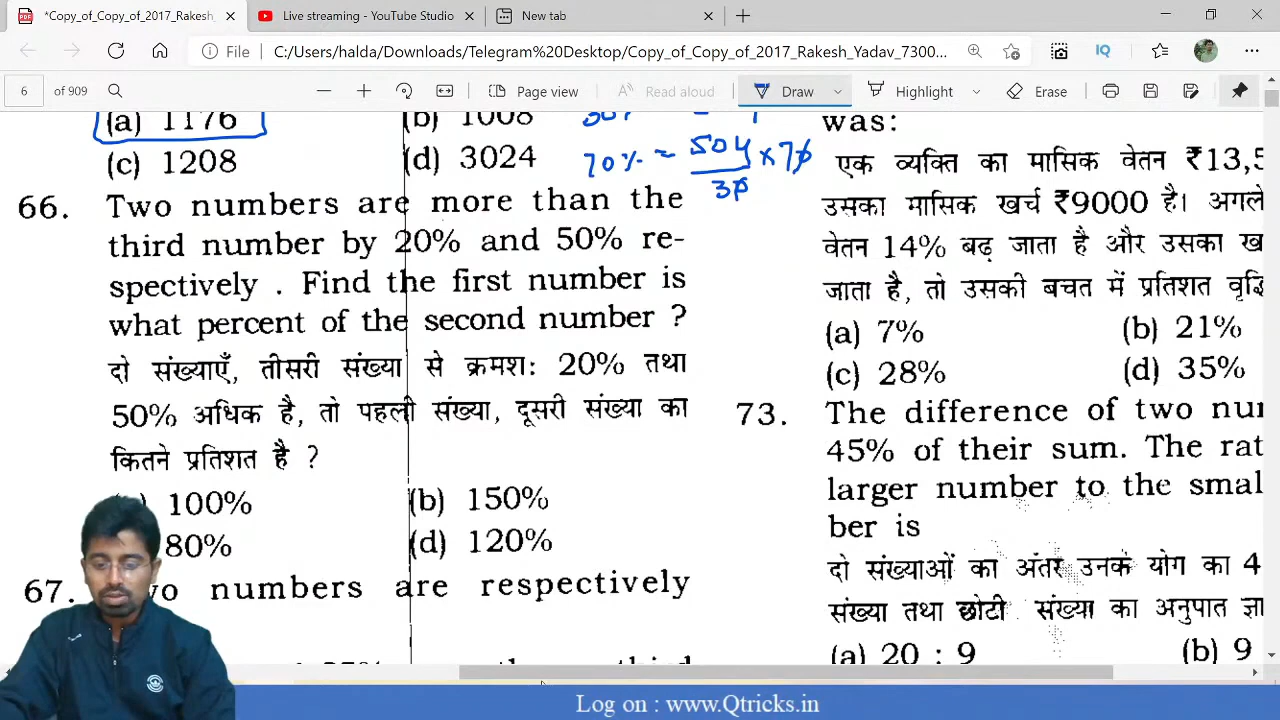 *Copy_of_Copy_of_2017_Rakesh_
Live streaming - YouTube Studio
New tab
File
C:/Users/halda/Downloads/Telegram%20Desktop/Copy_of_Copy_of_2017_Rakesh_Yadav_7300...
IQ
6 of 909
Page view
Read aloud
Draw
Highlight
Erase
(a) 1176 (b) 1008
(c) 1208 (d) 3024
70% = 504/30 × 70
66. Two numbers are more than the
third number by 20% and 50% re-
spectively . Find the first number is
what percent of the second number ?
दो संख्याएँ, तीसरी संख्या से क्रमश: 20% तथा
50% अधिक है, तो पहली संख्या, दूसरी संख्या का
कितने प्रतिशत है ?
100% (b) 150%
80% (d) 120%
67. numbers are respectively
was:
एक व्यक्ति का मासिक वेतन ₹13,5
उसका मासिक खर्च ₹9000 है। अगले
वेतन 14% बढ़ जाता है और उसका ख
जाता है, तो उसकी बचत में प्रतिशत वृद्धि
(a) 7% (b) 21%
(c) 28% (d) 35%
73. The difference of two nu
45% of their sum. The rat
larger number to the smal
ber is
दो संख्याओं का अंतर उनके योग का 4
संख्या तथा छोटी संख्या का अनुपात ज्ञा
(a) 20 : 9 (b) 9
Log on : www.Qtricks.in